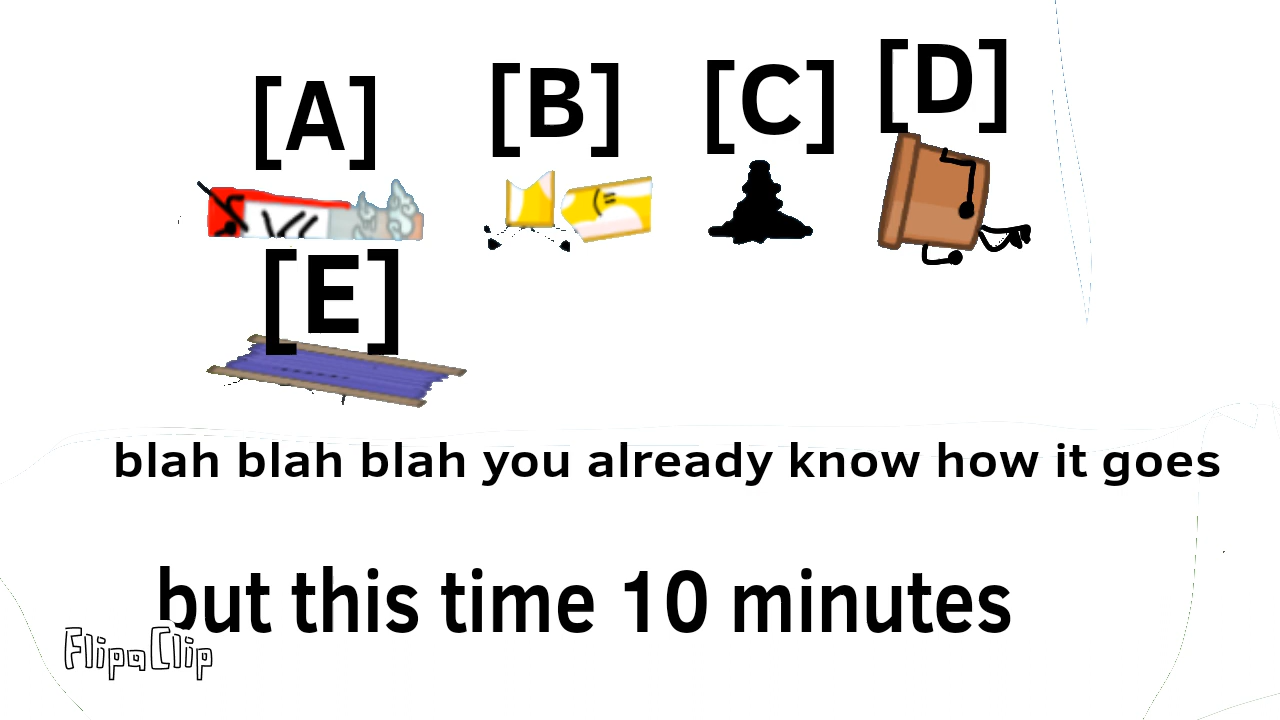 [A] [B] [C] [D]
[E]
blah blah blah you already know how it goes
but this time 10 minutes
FlipaClip